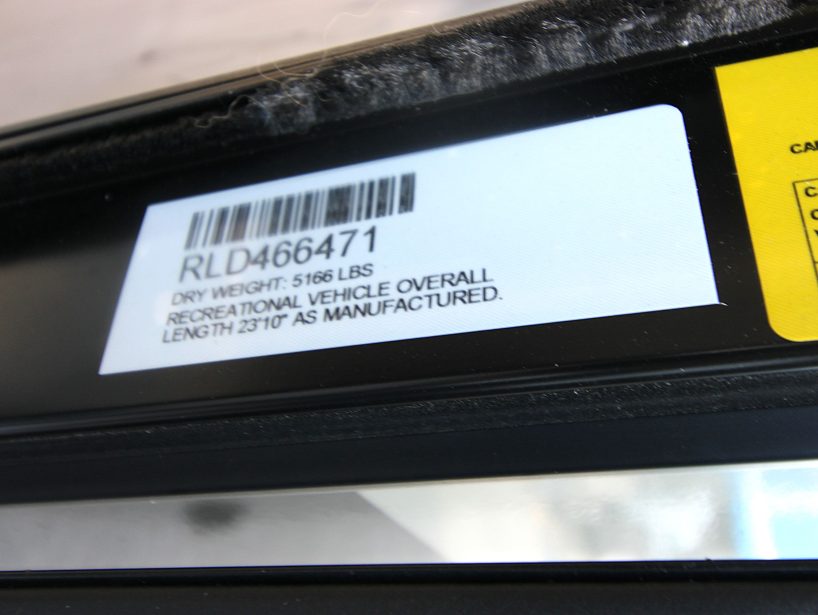 RLD466471
DRY WEIGHT: 5166 LBS
RECREATIONAL VEHICLE OVERALL
LENGTH 23'10" AS MANUFACTURED.